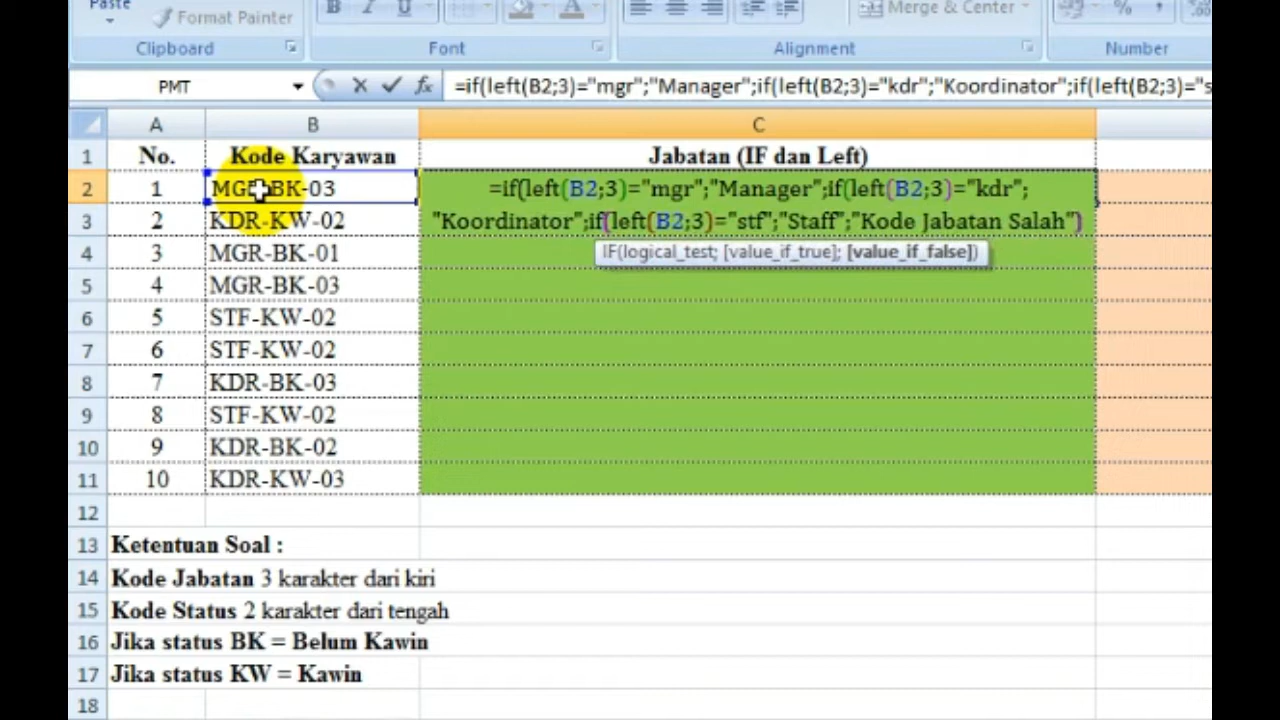 Paste
Format Painter
B I U A
Merge & Center
% ,
Clipboard
Font
Alignment
Number
PMT
fx
=if(left(B2;3)="mgr";"Manager";if(left(B2;3)="kdr";"Koordinator";if(left(B2;3)="s
A B C
1 No. Kode Karyawan Jabatan (IF dan Left)
2 1 MGR-BK-03 =if(left(B2;3)="mgr";"Manager";if(left(B2;3)="kdr";
3 2 KDR-KW-02 "Koordinator";if(left(B2;3)="stf";"Staff";"Kode Jabatan Salah")
4 3 MGR-BK-01 IF(logical_test; [value_if_true]; [value_if_false])
5 4 MGR-BK-03
6 5 STF-KW-02
7 6 STF-KW-02
8 7 KDR-BK-03
9 8 STF-KW-02
10 9 KDR-BK-02
11 10 KDR-KW-03
12
13 Ketentuan Soal :
14 Kode Jabatan 3 karakter dari kiri
15 Kode Status 2 karakter dari tengah
16 Jika status BK = Belum Kawin
17 Jika status KW = Kawin
18